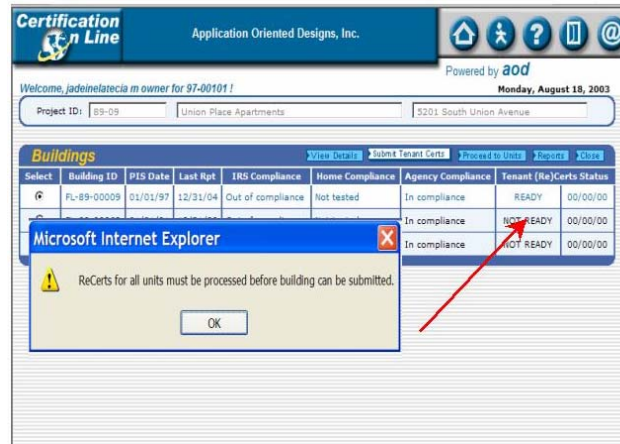 Certification
On Line
Application Oriented Designs, Inc.
Powered by aod
Welcome, jadeinelatecia m owner for 97-00101 !
Monday, August 18, 2003
Project ID: 89-09
Union Place Apartments
5201 South Union Avenue
Buildings
View Details
Submit Tenant Certs
Proceed to Units
Reports
Close
Select Building ID PIS Date Last Rpt IRS Compliance Home Compliance Agency Compliance Tenant (Re)Certs Status
FL-89-00009 01/01/97 12/31/04 Out of compliance Not tested In compliance READY 00/00/00
In compliance NOT READY 00/00/00
In compliance NOT READY 00/00/00
Microsoft Internet Explorer
ReCerts for all units must be processed before building can be submitted.
OK